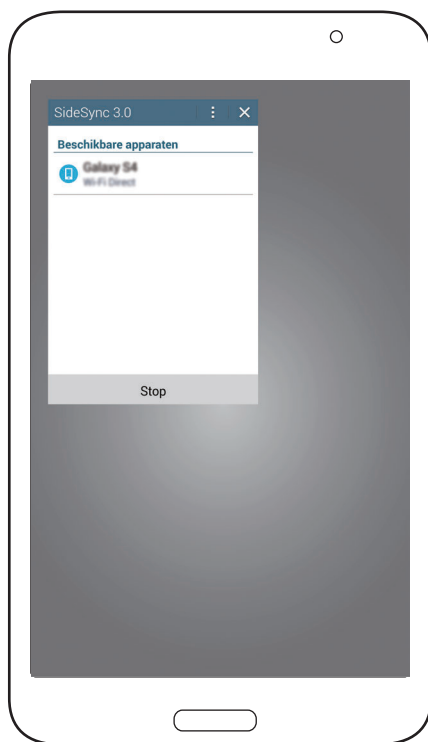 SideSync 3.0
Beschikbare apparaten
Galaxy S4
Wi-Fi Direct
Stop